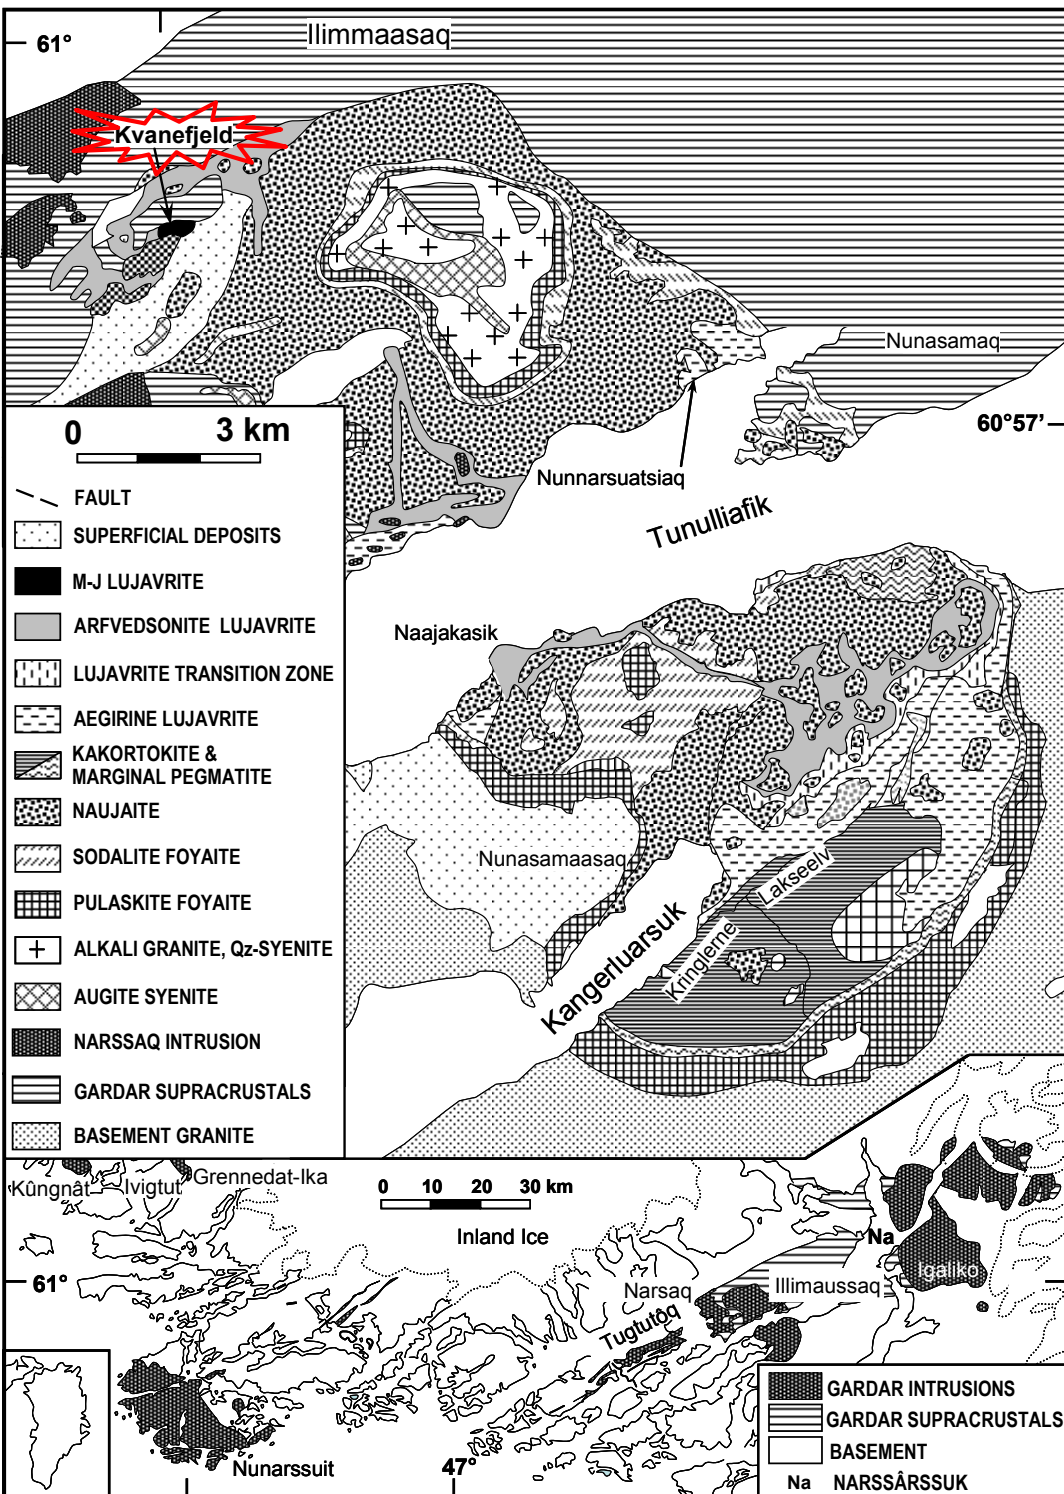 Ilimmaasaq
61°
Kvanefjeld
Nunasamaq
60°57'
0 3 km
Nunnarsuatsiaq
Tunulliafik
FAULT
SUPERFICIAL DEPOSITS
M-J LUJAVRITE
ARFVEDSONITE LUJAVRITE
LUJAVRITE TRANSITION ZONE
AEGIRINE LUJAVRITE
KAKORTOKITE &
MARGINAL PEGMATITE
NAUJAITE
SODALITE FOYAITE
PULASKITE FOYAITE
ALKALI GRANITE, Qz-SYENITE
AUGITE SYENITE
NARSSAQ INTRUSION
GARDAR SUPRACRUSTALS
BASEMENT GRANITE
Naajakasik
Nunasamaasaq
Lakseelv
Kringlerne
Kangerluarsuk
Kûngnât
Ivigtut
Grennedat-Ika
0 10 20 30 km
Inland Ice
Na
61°
Igaliko
Narsaq
Illimaussaq
Tugtutôq
Nunarssuit
47°
GARDAR INTRUSIONS
GARDAR SUPRACRUSTALS
BASEMENT
Na NARSSÂRSSUK